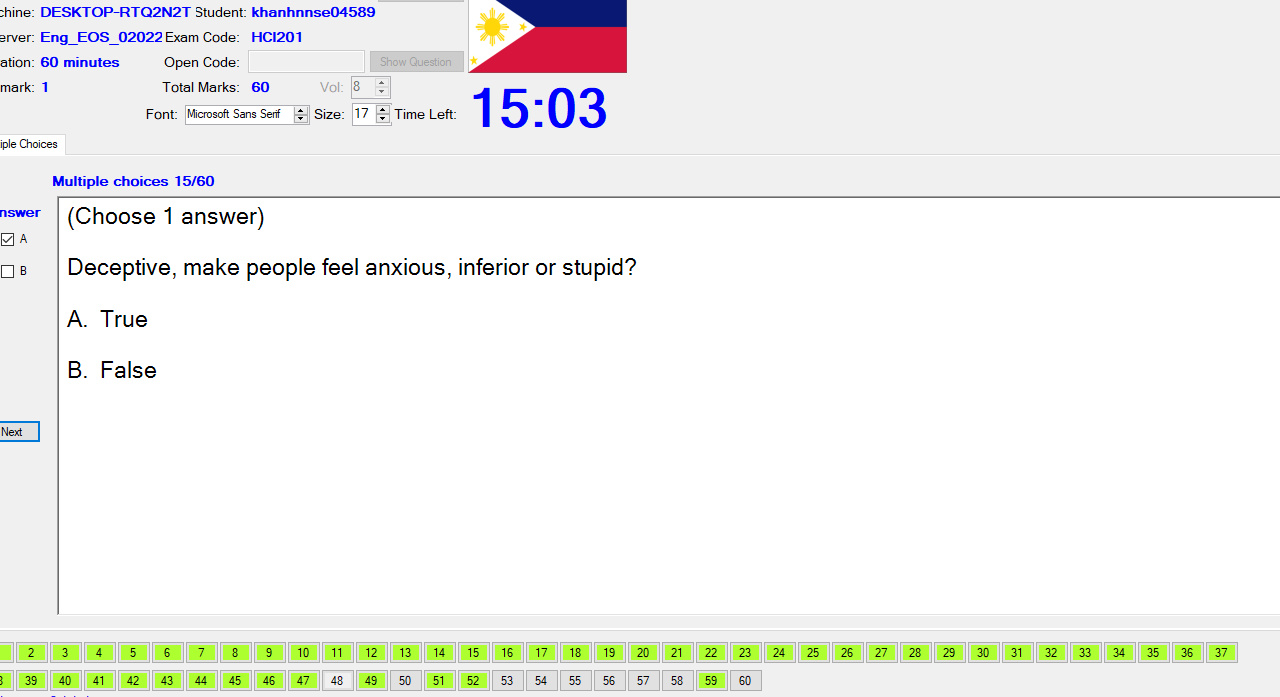 chine: DESKTOP-RTQ2N2T Student: khanhnnse04589
erver: Eng_EOS_02022 Exam Code: HCI201
ation: 60 minutes Open Code: Show Question
mark: 1 Total Marks: 60 Vol: 8
Font: Microsoft Sans Serif Size: 17 Time Left: 15:03
iple Choices
Multiple choices 15/60
nswer
A
B
(Choose 1 answer)
Deceptive, make people feel anxious, inferior or stupid?
A. True
B. False
Next
2 3 4 5 6 7 8 9 10 11 12 13 14 15 16 17 18 19 20 21 22 23 24 25 26 27 28 29 30 31 32 33 34 35 36 37
39 40 41 42 43 44 45 46 47 48 49 50 51 52 53 54 55 56 57 58 59 60